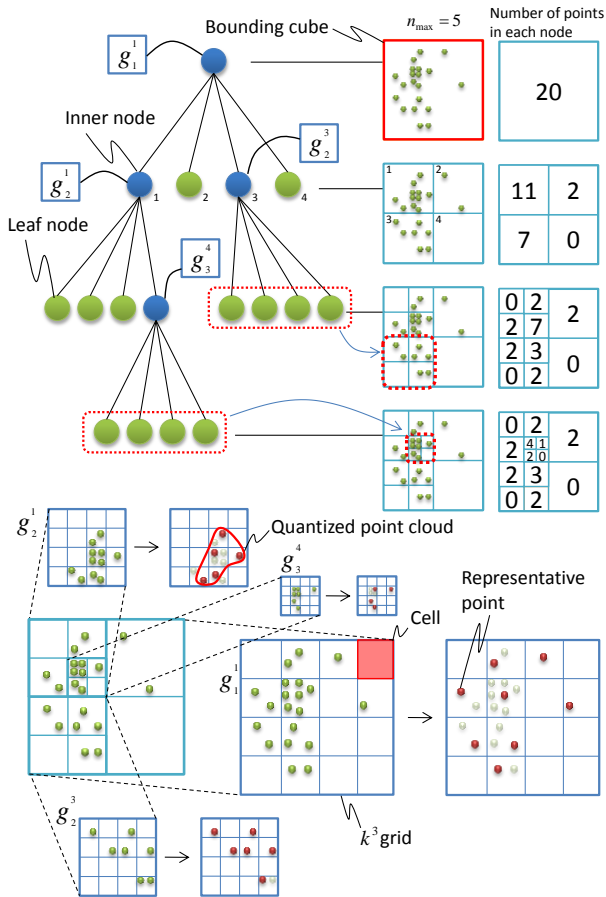 Bounding cube
n_max = 5
Number of points
in each node
g_1^1
20
Inner node
g_2^3
g_2^1
1
2
3
4
1 2
3 4
11 2
7 0
Leaf node
g_3^4
0 2
2 7
2
2 3
0 2
0
0 2
2
4 1
2 0
2
2 3
0 2
0
g_2^1
Quantized point cloud
g_3^4
Representative
point
Cell
g_1^1
g_2^3
k^3 grid